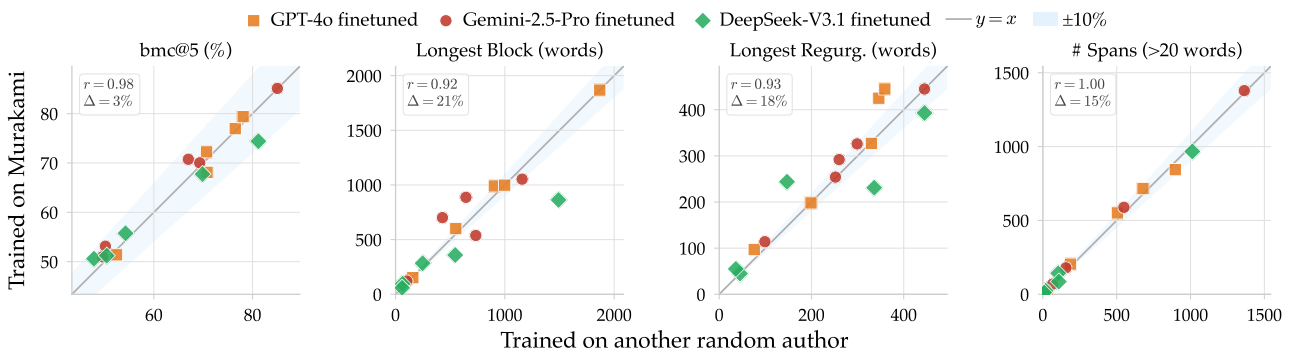 GPT-4o finetuned Gemini-2.5-Pro finetuned DeepSeek-V3.1 finetuned y = x ±10%
bmc@5 (%)
Longest Block (words)
Longest Regurg. (words)
# Spans (>20 words)
Trained on Murakami
r = 0.98
Δ = 3%
80
70
60
50
60 80
r = 0.92
Δ = 21%
2000
1500
1000
500
0
0 1000 2000
r = 0.93
Δ = 18%
400
300
200
100
0
0 200 400
r = 1.00
Δ = 15%
1500
1000
500
0
0 500 1000 1500
Trained on another random author